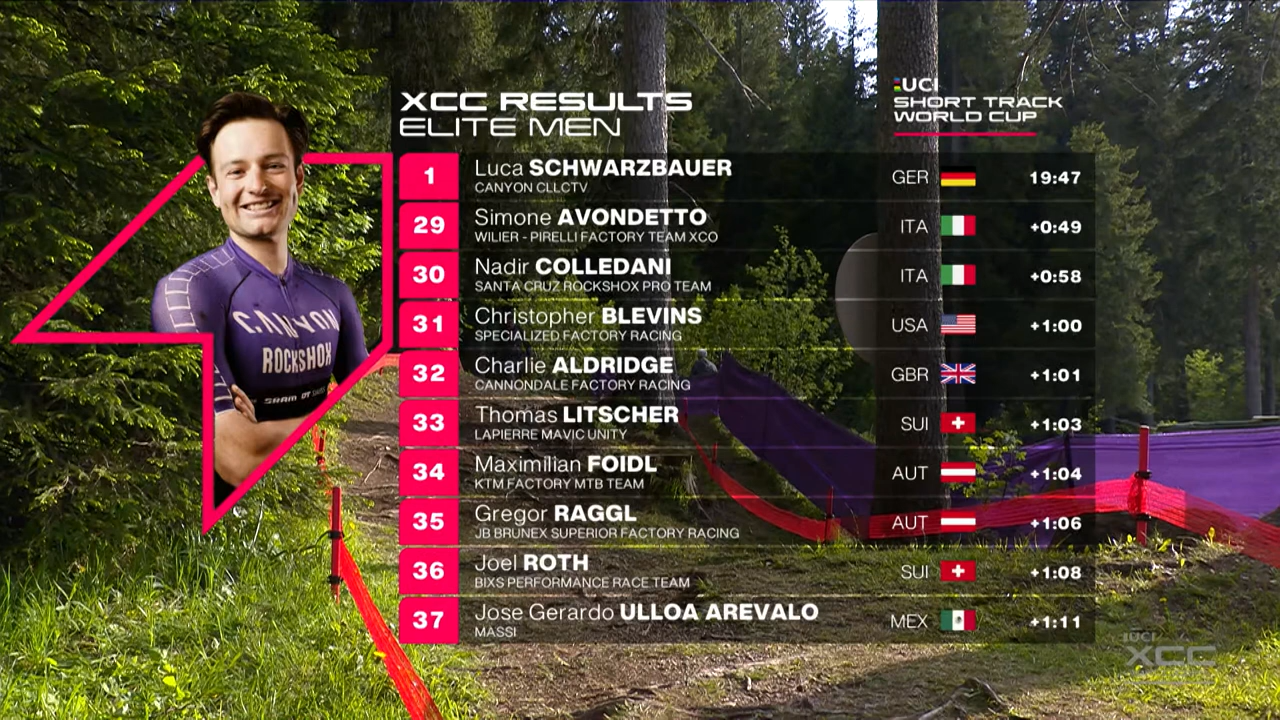 XCC RESULTS
ELITE MEN
UCI
SHORT TRACK
WORLD CUP
1 Luca SCHWARZBAUER GER 19:47
CANYON CLLCTV
29 Simone AVONDETTO ITA +0:49
WILIER - PIRELLI FACTORY TEAM XCO
30 Nadir COLLEDANI ITA +0:58
SANTA CRUZ ROCKSHOX PRO TEAM
31 Christopher BLEVINS USA +1:00
SPECIALIZED FACTORY RACING
32 Charlie ALDRIDGE GBR +1:01
CANNONDALE FACTORY RACING
33 Thomas LITSCHER SUI +1:03
LAPIERRE MAVIC UNITY
34 Maximilian FOIDL AUT +1:04
KTM FACTORY MTB TEAM
35 Gregor RAGGL AUT +1:06
JB BRUNEX SUPERIOR FACTORY RACING
36 Joel ROTH SUI +1:08
BIXS PERFORMANCE RACE TEAM
37 Jose Gerardo ULLOA AREVALO MEX +1:11
MASSI
CANYON
ROCKSHOX
SRAM DT
UCI
XCC